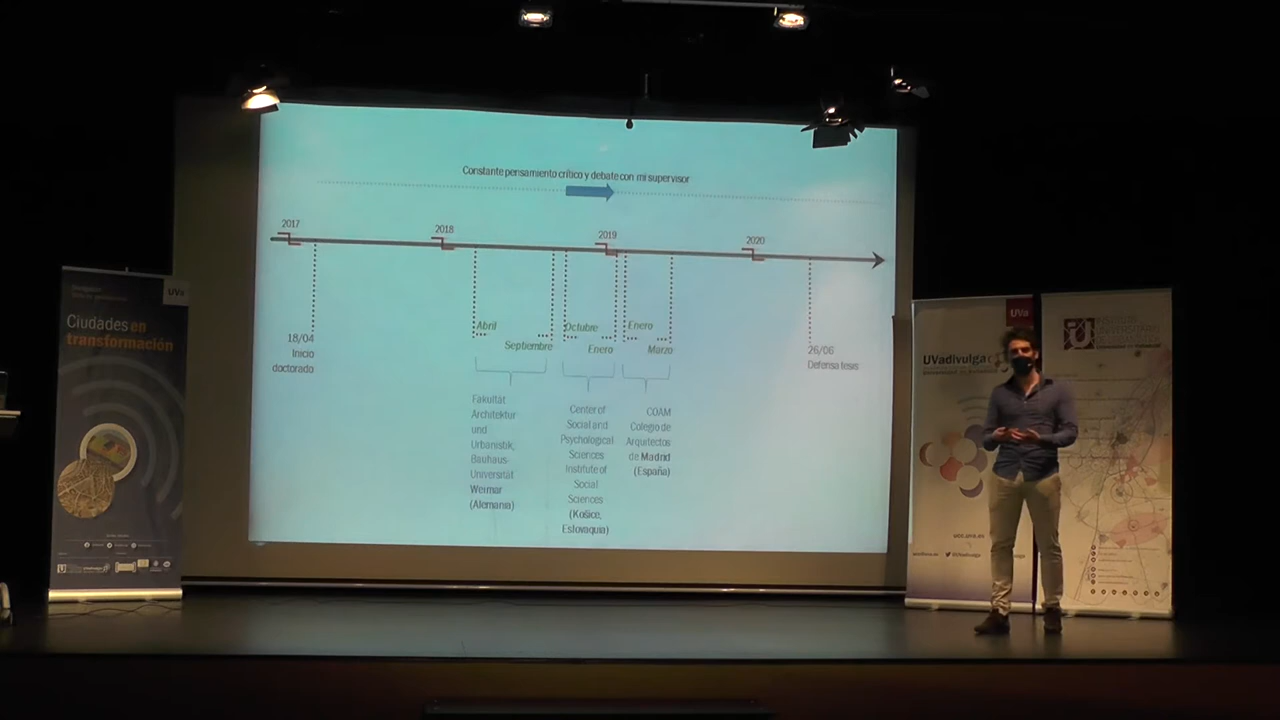 Constante pensamiento crítico y debate con mi supervisor
2017
2018
2019
2020
18/04
Inicio
doctorado
Abril
Septiembre
Octubre
Enero
Enero
Marzo
26/06
Defensa tesis
Fakultät
Architektur
und
Urbanistik,
Bauhaus-
Universität
Weimar
(Alemania)
Center of
Social and
Psychological
Sciences
Institute of
Social
Sciences
(Košice,
Eslovaquia)
COAM
Colegio de
Arquitectos
de Madrid
(España)
UVa
Ciudades en
transformación
UVa
UVadivulga
INSTITUTO
UNIVERSITARIO